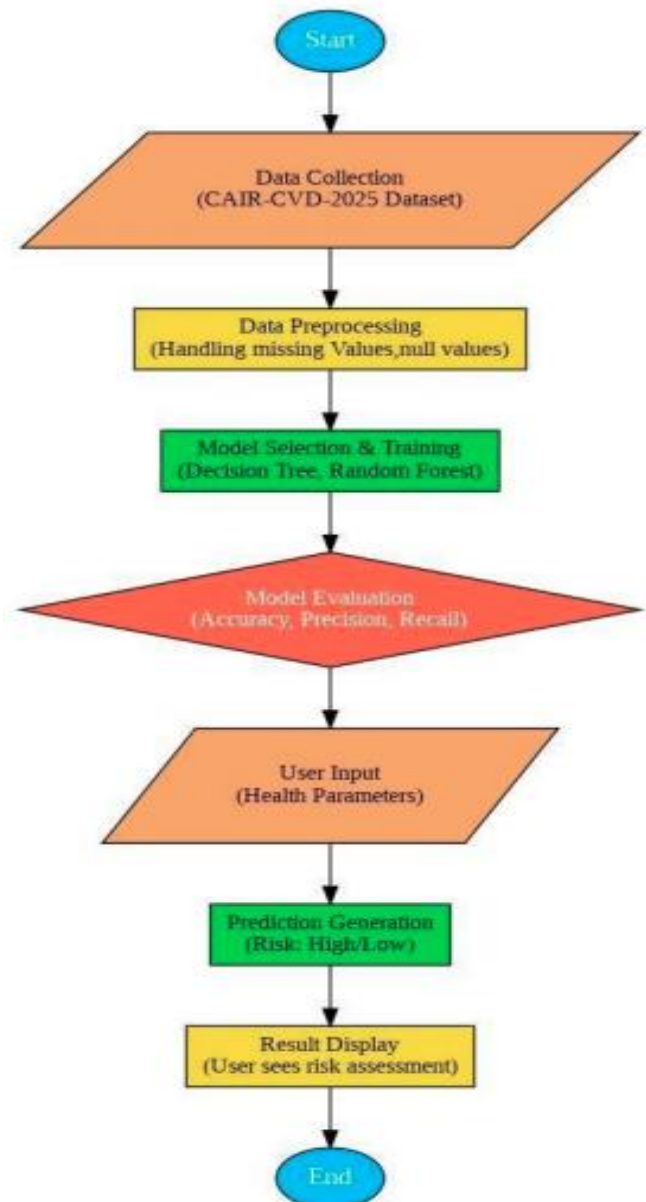 Start
Data Collection
(CAIR-CVD-2025 Dataset)
Data Preprocessing
(Handling missing Values,null values)
Model Selection & Training
(Decision Tree, Random Forest)
Model Evaluation
(Accuracy, Precision, Recall)
User Input
(Health Parameters)
Prediction Generation
(Risk: High/Low)
Result Display
(User sees risk assessment)
End